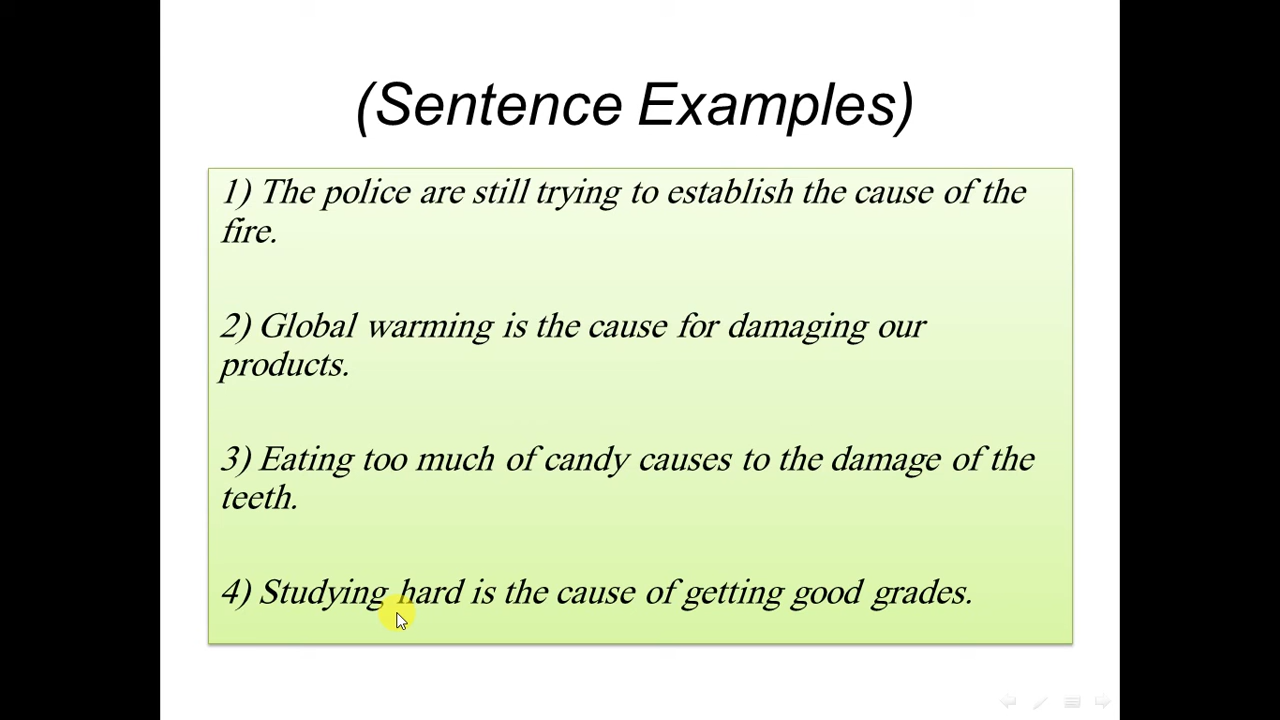 (Sentence Examples)
1) The police are still trying to establish the cause of the
fire.
2) Global warming is the cause for damaging our
products.
3) Eating too much of candy causes to the damage of the
teeth.
4) Studying hard is the cause of getting good grades.